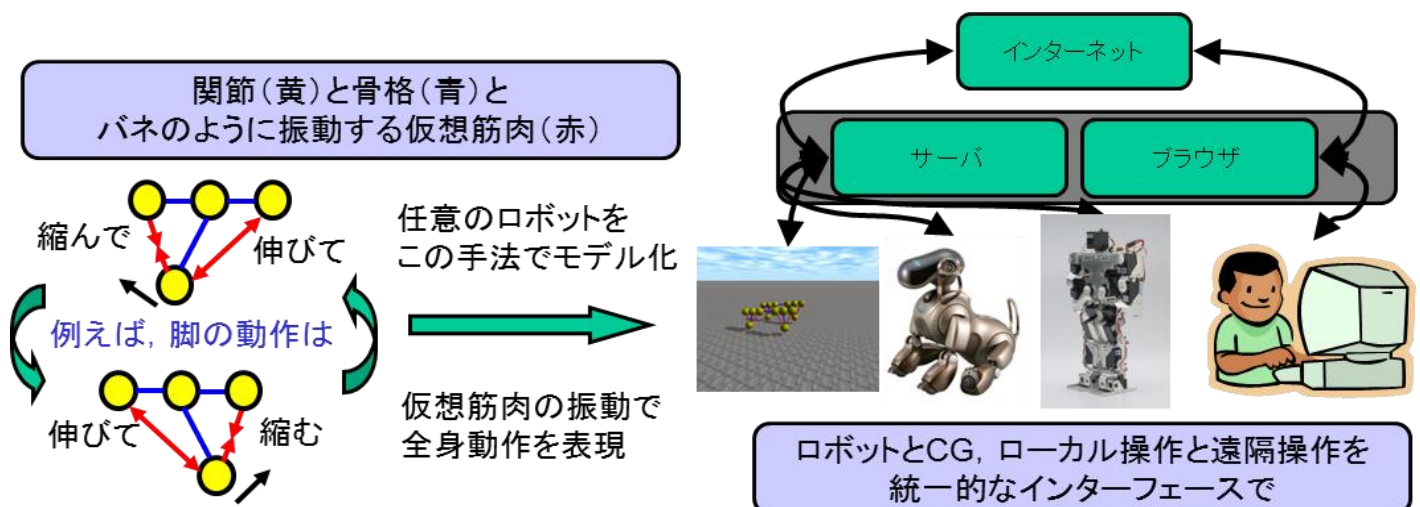 関節（黄）と骨格（青）と
バネのように振動する仮想筋肉（赤）
縮んで
伸びて
例えば，脚の動作は
伸びて
縮む
任意のロボットを
この手法でモデル化
仮想筋肉の振動で
全身動作を表現
インターネット
サーバ
ブラウザ
ロボットとCG，ローカル操作と遠隔操作を
統一的なインターフェースで